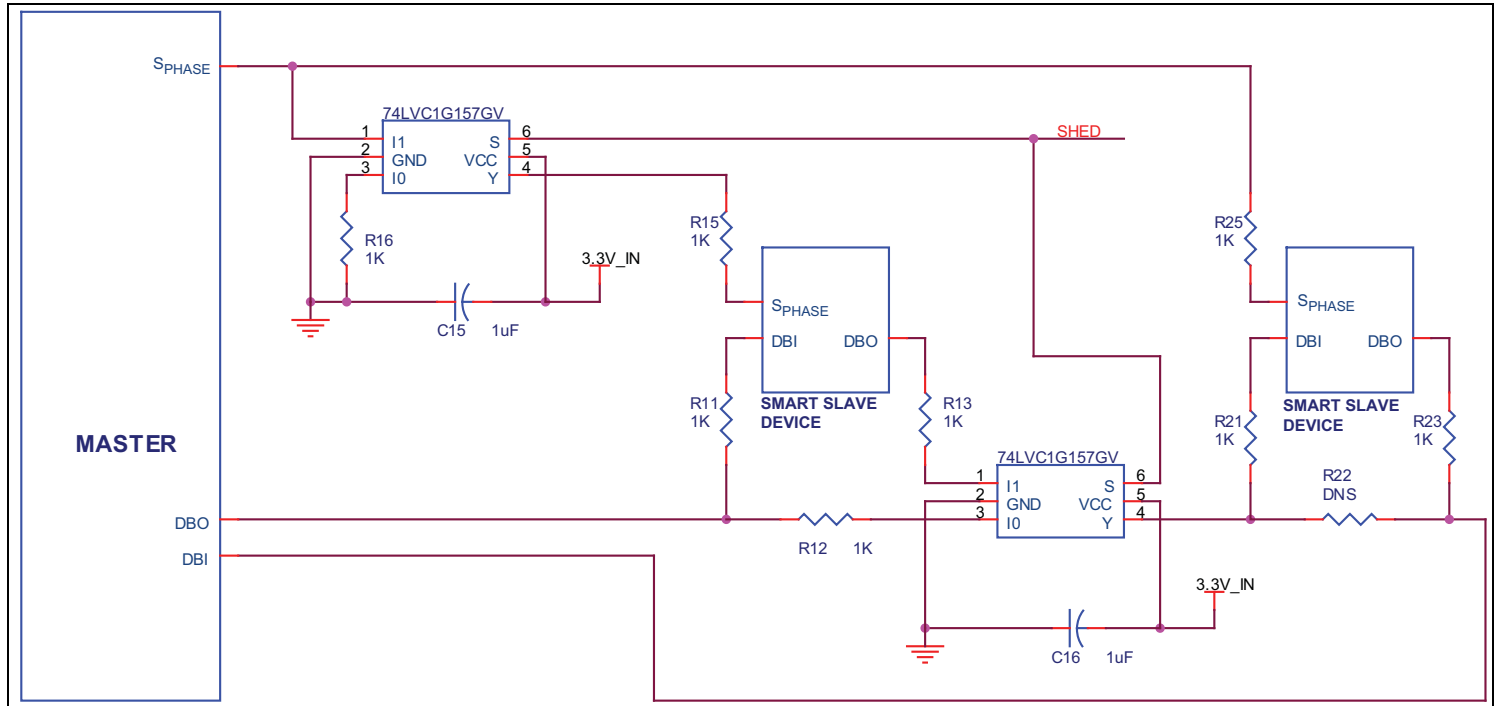 SPHASE
74LVC1G157GV
1 I1 S 6
2 GND VCC 5
3 I0 Y 4
SHED
R16
1K
R15
1K
R25
1K
3.3V_IN
C15 1uF
SPHASE
DBI DBO
SMART SLAVE
DEVICE
SPHASE
DBI DBO
SMART SLAVE
DEVICE
R11
1K
R13
1K
R21
1K
R23
1K
MASTER
74LVC1G157GV
1 I1 S 6
2 GND VCC 5
3 I0 Y 4
R22
DNS
DBO
DBI
R12 1K
3.3V_IN
C16 1uF